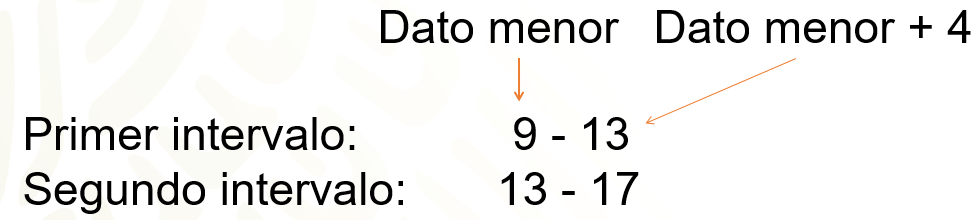 Dato menor Dato menor + 4
Primer intervalo: 9 - 13
Segundo intervalo: 13 - 17